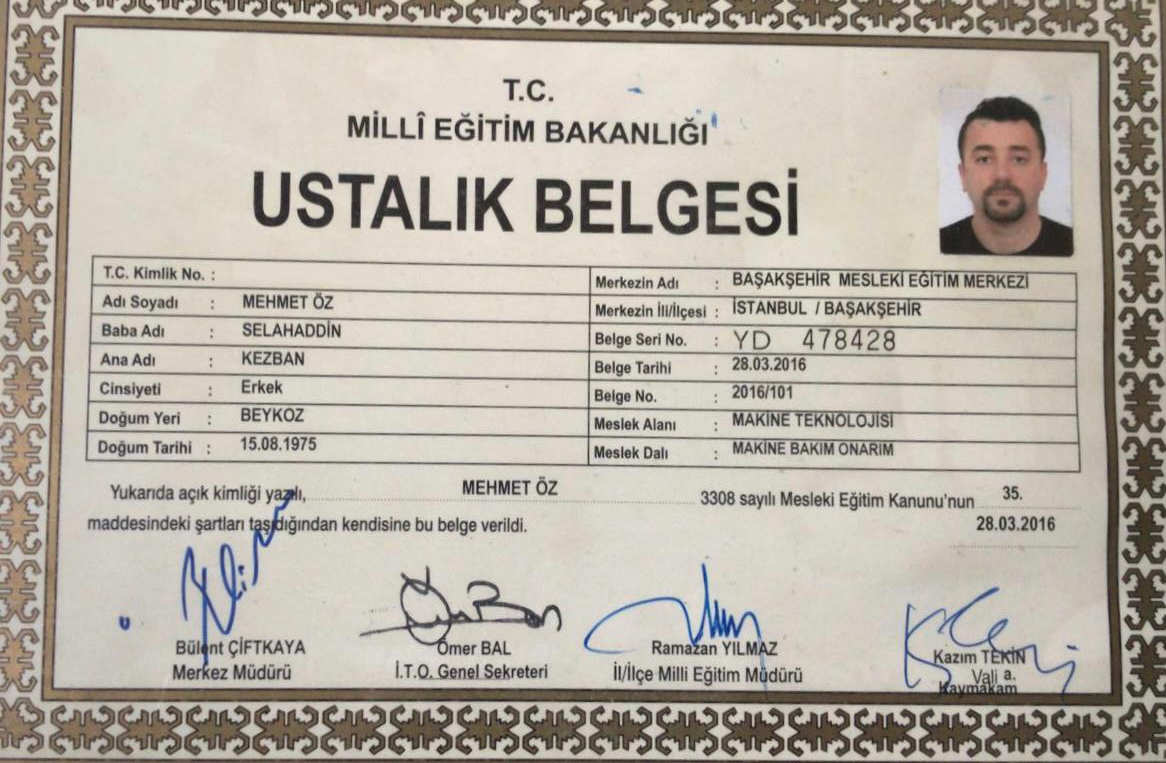 T.C.
MİLLÎ EĞİTİM BAKANLIĞI
USTALIK BELGESİ
T.C. Kimlik No. :
Adı Soyadı : MEHMET ÖZ
Baba Adı : SELAHADDİN
Ana Adı : KEZBAN
Cinsiyeti : Erkek
Doğum Yeri : BEYKOZ
Doğum Tarihi : 15.08.1975
Merkezin Adı : BAŞAKŞEHİR MESLEKİ EĞİTİM MERKEZİ
Merkezin İli/İlçesi : İSTANBUL / BAŞAKŞEHİR
Belge Seri No. : YD 478428
Belge Tarihi : 28.03.2016
Belge No. : 2016/101
Meslek Alanı : MAKİNE TEKNOLOJİSİ
Meslek Dalı : MAKİNE BAKIM ONARIM
Yukarıda açık kimliği yazılı, MEHMET ÖZ 3308 sayılı Mesleki Eğitim Kanunu'nun 35.
maddesindeki şartları taşıdığından kendisine bu belge verildi. 28.03.2016
Bülent ÇİFTKAYA
Merkez Müdürü
Ömer BAL
İ.T.O. Genel Sekreteri
Ramazan YILMAZ
İl/İlçe Milli Eğitim Müdürü
Kazım TEKİN
Vali a.
Kaymakam